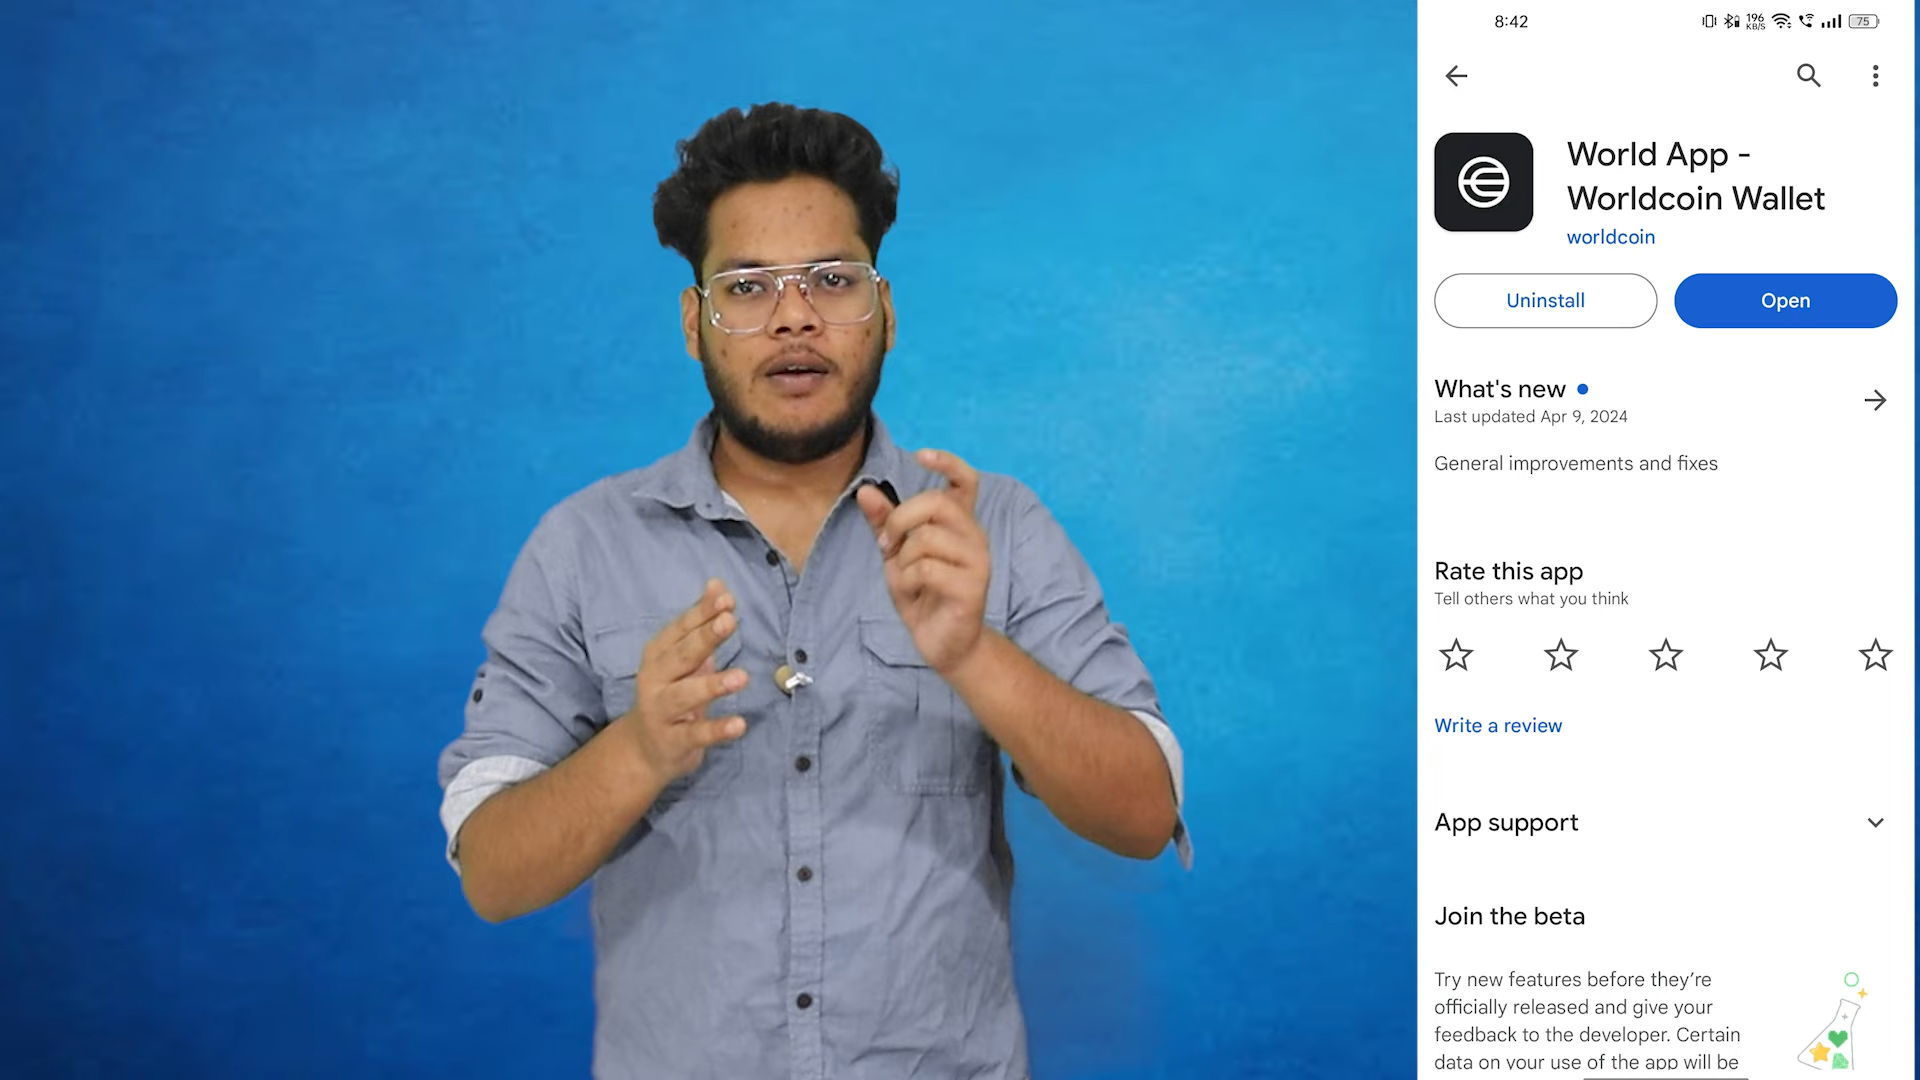 8:42
196
KB/S
75
World App -
Worldcoin Wallet
worldcoin
Uninstall
Open
What's new
Last updated Apr 9, 2024
General improvements and fixes
Rate this app
Tell others what you think
Write a review
App support
Join the beta
Try new features before they’re
officially released and give your
feedback to the developer. Certain
data on your use of the app will be